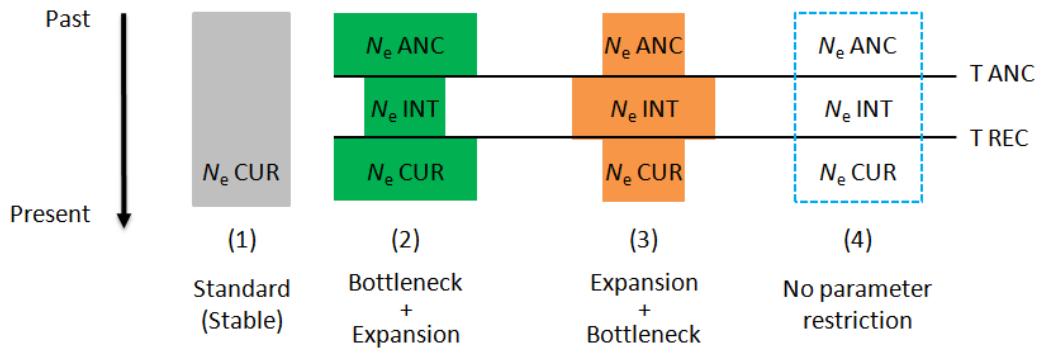 Past
Present
Nₑ CUR
(1)
Standard
(Stable)
Nₑ ANC
Nₑ INT
Nₑ CUR
(2)
Bottleneck
+
Expansion
Nₑ ANC
Nₑ INT
Nₑ CUR
(3)
Expansion
+
Bottleneck
Nₑ ANC
Nₑ INT
Nₑ CUR
(4)
No parameter
restriction
T ANC
T REC